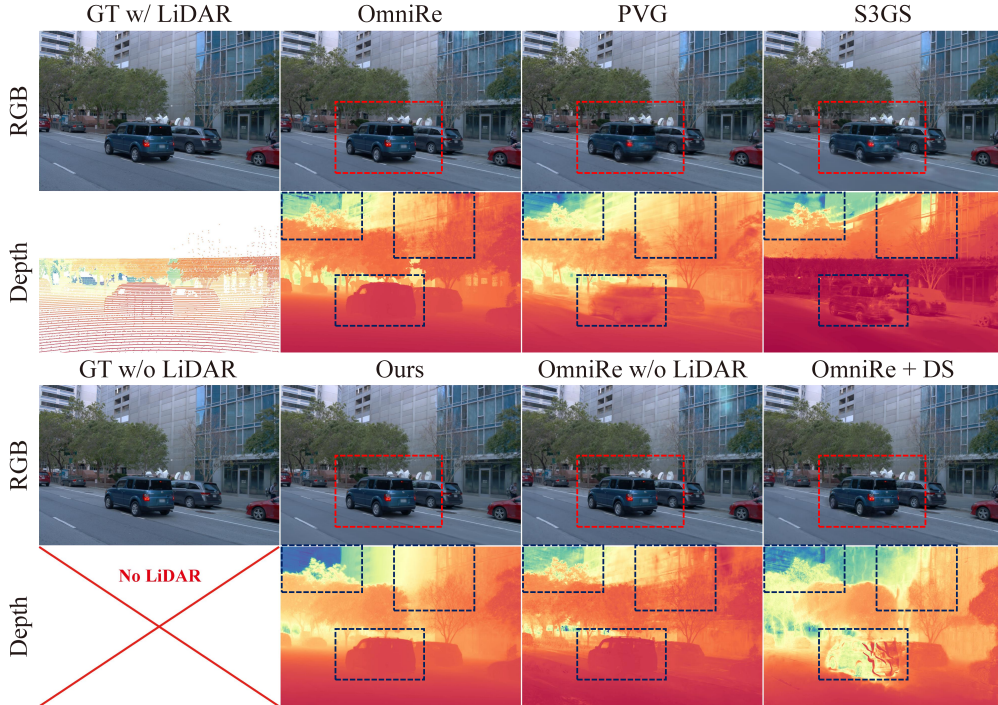 GT w/ LiDAR OmniRe PVG S3GS
RGB
Depth
GT w/o LiDAR Ours OmniRe w/o LiDAR OmniRe + DS
RGB
Depth
No LiDAR